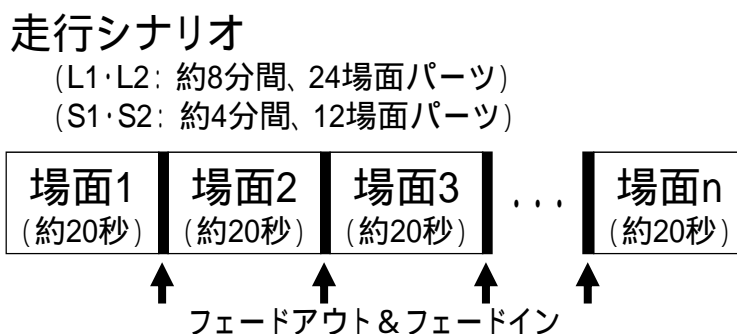 走行シナリオ
(L1･L2: 約8分間、24場面パーツ)
(S1･S2: 約4分間、12場面パーツ)
場面1 場面2 場面3 ... 場面n
(約20秒) (約20秒) (約20秒) (約20秒)
フェードアウト＆フェードイン